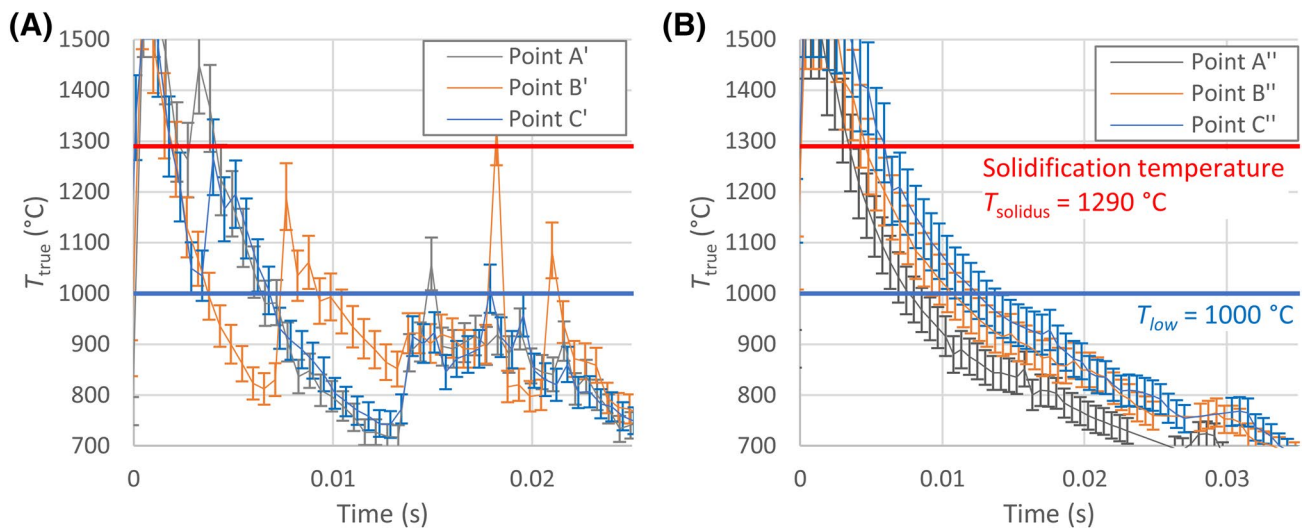 (A)
1500
1400
1300
1200
1100
1000
900
800
700
T_true (°C)
0
0.01
0.02
Time (s)
Point A'
Point B'
Point C'
(B)
1500
1400
1300
1200
1100
1000
900
800
700
T_true (°C)
0
0.01
0.02
0.03
Time (s)
Point A''
Point B''
Point C''
Solidification temperature
T_solidus = 1290 °C
T_low = 1000 °C